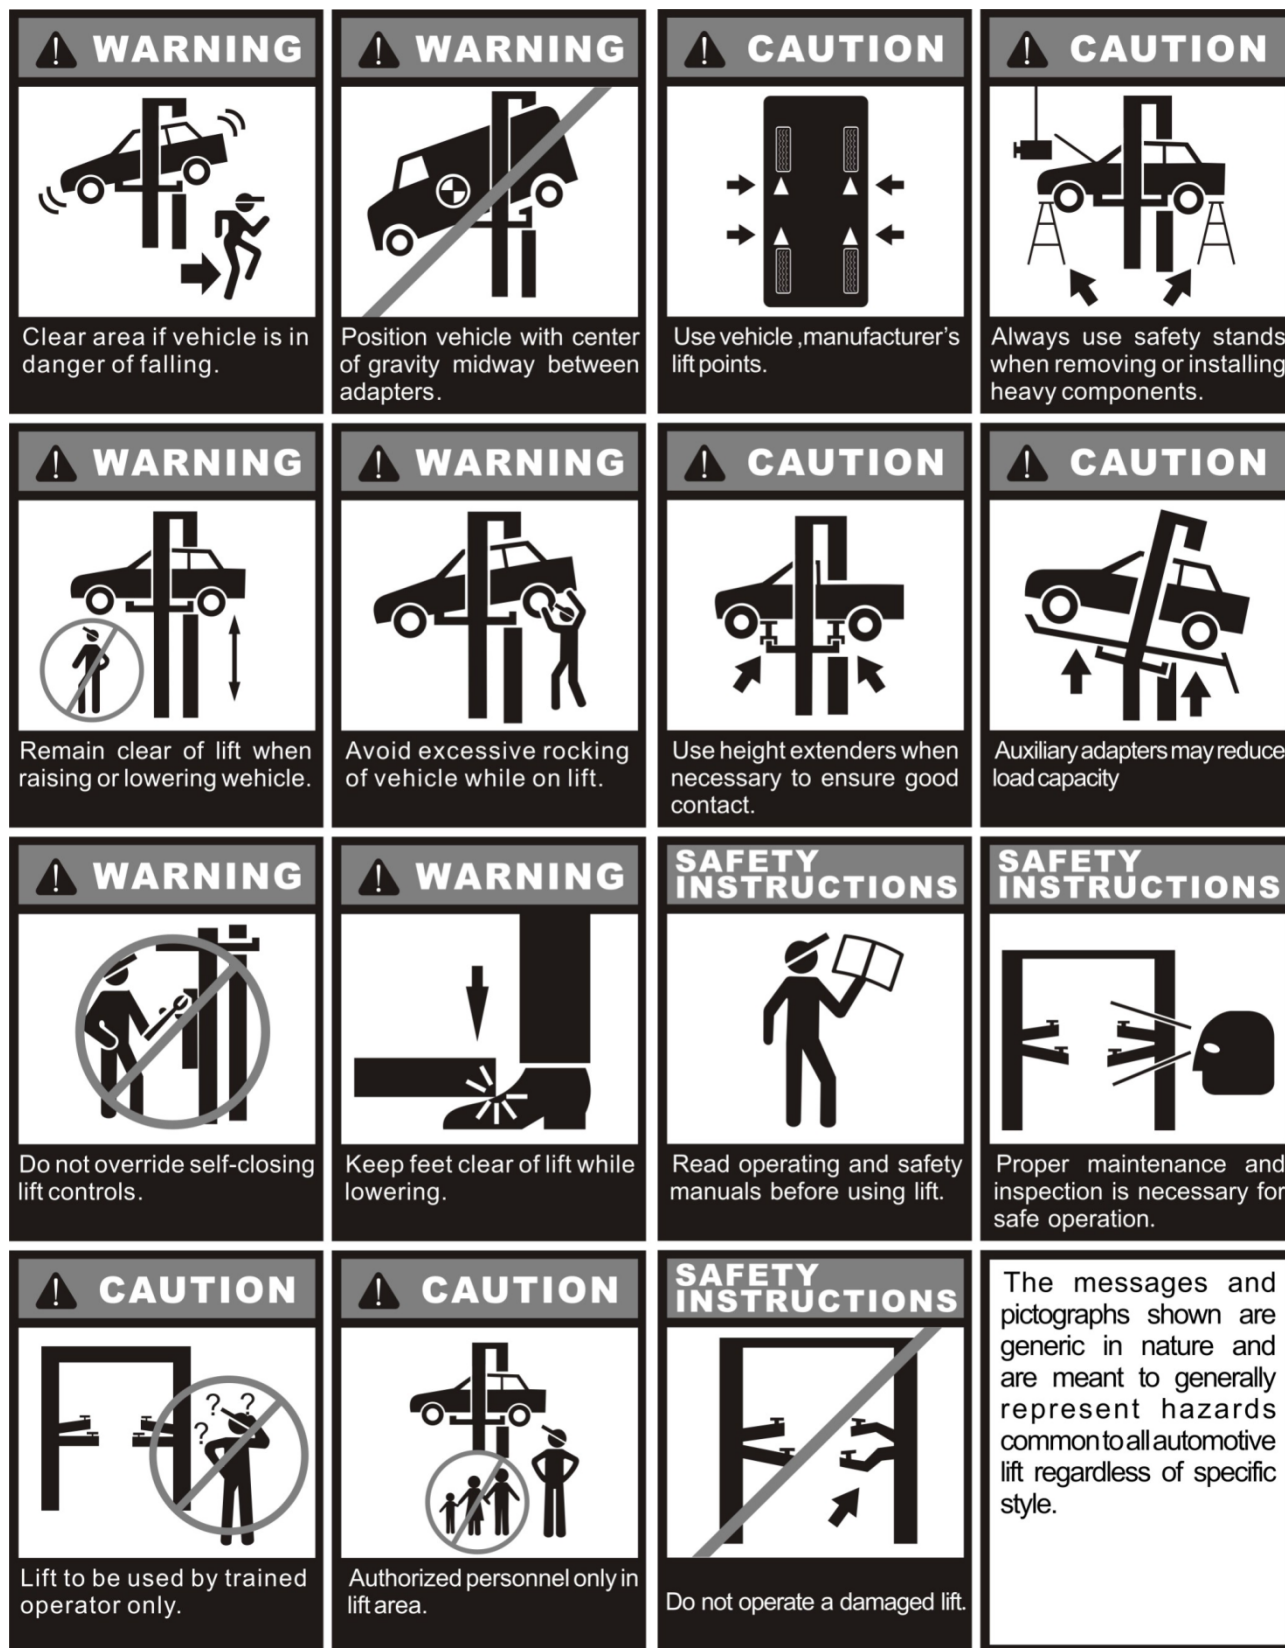 WARNING
Clear area if vehicle is in
danger of falling.
WARNING
Position vehicle with center
of gravity midway between
adapters.
CAUTION
Use vehicle ,manufacturer's
lift points.
CAUTION
Always use safety stands
when removing or installing
heavy components.
WARNING
Remain clear of lift when
raising or lowering wehicle.
WARNING
Avoid excessive rocking
of vehicle while on lift.
CAUTION
Use height extenders when
necessary to ensure good
contact.
CAUTION
Auxiliary adapters may reduce
load capacity
WARNING
Do not override self-closing
lift controls.
WARNING
Keep feet clear of lift while
lowering.
SAFETY
INSTRUCTIONS
Read operating and safety
manuals before using lift.
SAFETY
INSTRUCTIONS
Proper maintenance and
inspection is necessary for
safe operation.
CAUTION
? ?
?
Lift to be used by trained
operator only.
CAUTION
Authorized personnel only in
lift area.
SAFETY
INSTRUCTIONS
Do not operate a damaged lift.
The messages and
pictographs shown are
generic in nature and
are meant to generally
represent hazards
common to all automotive
lift regardless of specific
style.